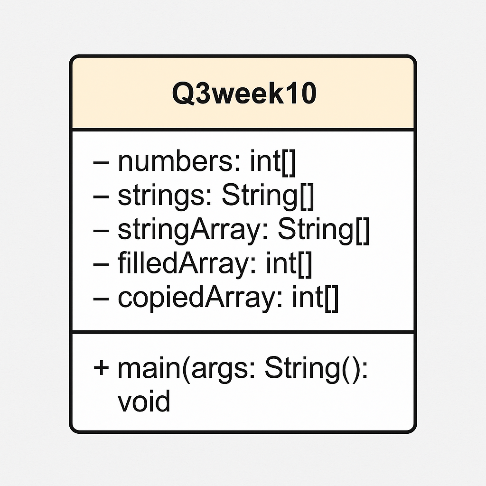 Q3week10
– numbers: int[]
– strings: String[]
– stringArray: String[]
– filledArray: int[]
– copiedArray: int[]
+ main(args: String():
void